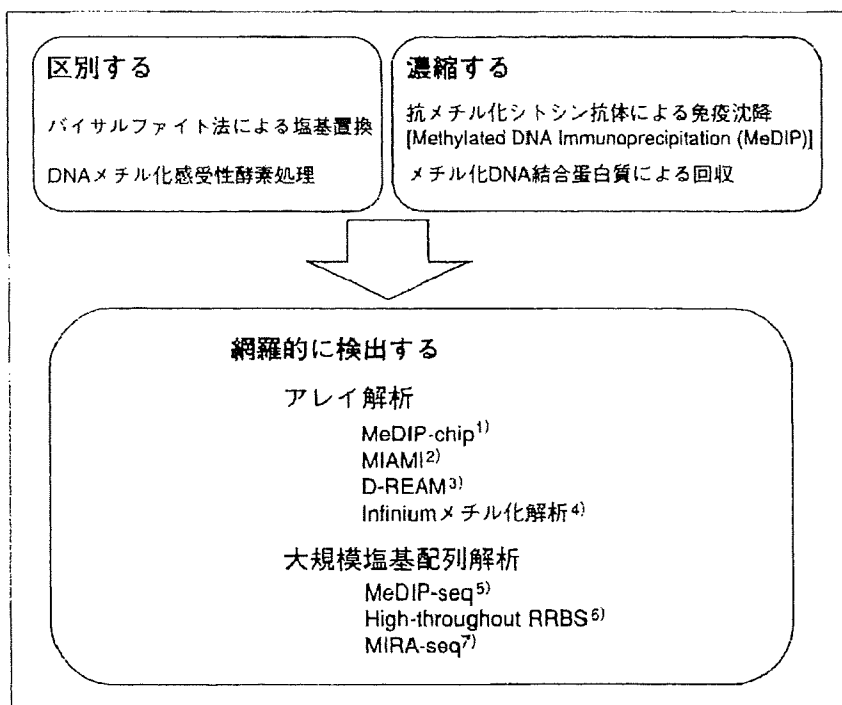 区別する
バイサルファイト法による塩基置換
DNAメチル化感受性酵素処理
濃縮する
抗メチル化シトシン抗体による免疫沈降
[Methylated DNA Immunoprecipitation (MeDIP)]
メチル化DNA結合蛋白質による回収
網羅的に検出する
アレイ解析
MeDIP-chip1)
MIAMI2)
D-REAM3)
Infiniumメチル化解析4)
大規模塩基配列解析
MeDIP-seq5)
High-throughout RRBS6)
MIRA-seq7)